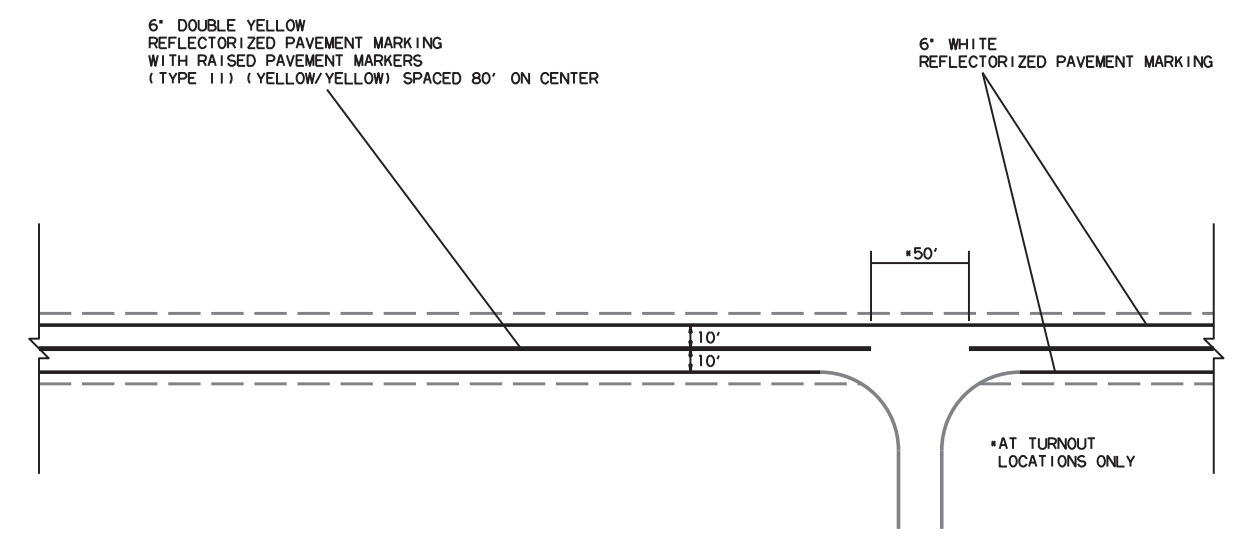 6" DOUBLE YELLOW
REFLECTORIZED PAVEMENT MARKING
WITH RAISED PAVEMENT MARKERS
(TYPE II) (YELLOW/YELLOW) SPACED 80' ON CENTER
6" WHITE
REFLECTORIZED PAVEMENT MARKING
*50'
10'
10'
*AT TURNOUT
LOCATIONS ONLY